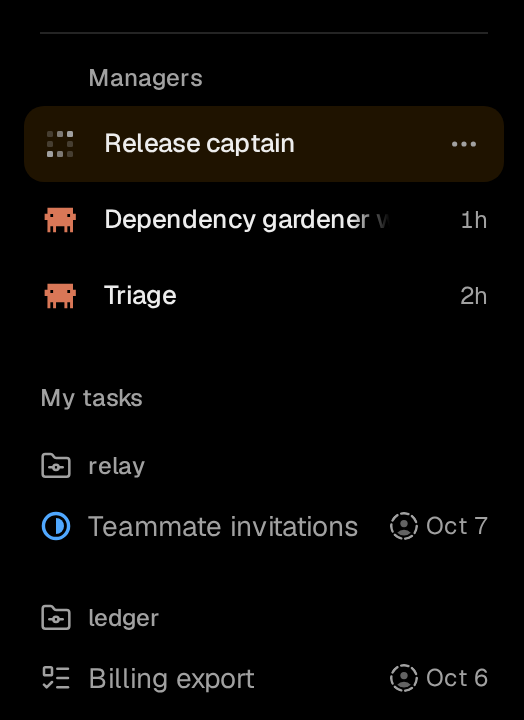 Managers
Release captain
Dependency gardener
1h
Triage
2h
My tasks
relay
Teammate invitations
Oct 7
ledger
Billing export
Oct 6